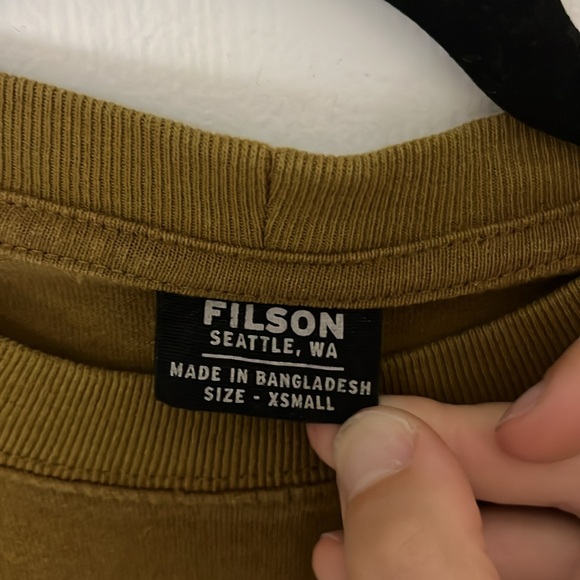 FILSON
SEATTLE, WA
MADE IN BANGLADESH
SIZE - XSMALL